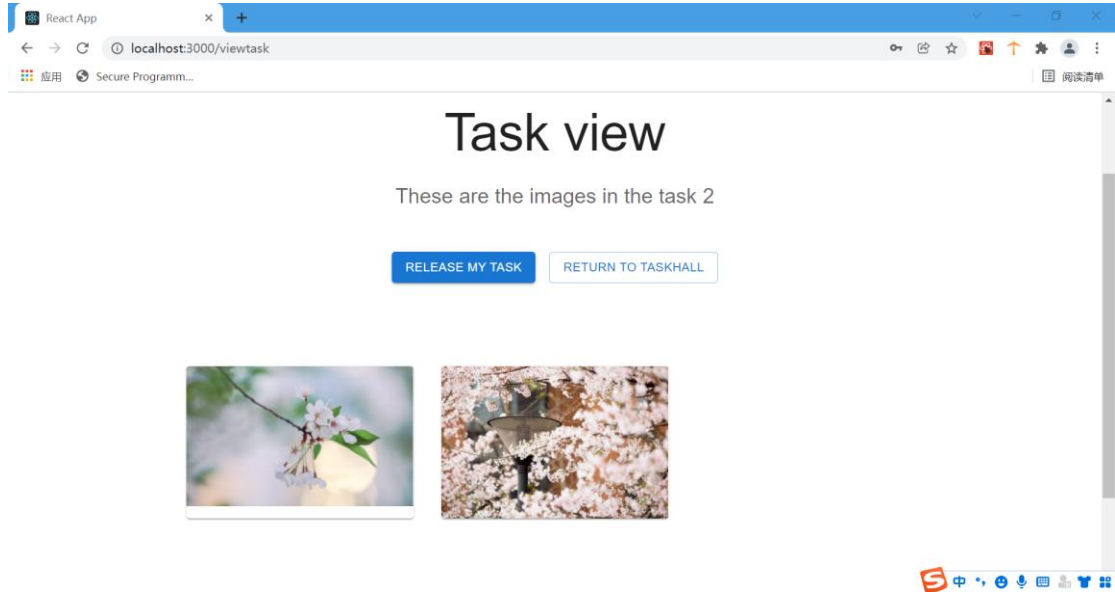 React App
localhost:3000/viewtask
应用
Secure Programm...
阅读清单
Task view
These are the images in the task 2
RELEASE MY TASK
RETURN TO TASKHALL
中